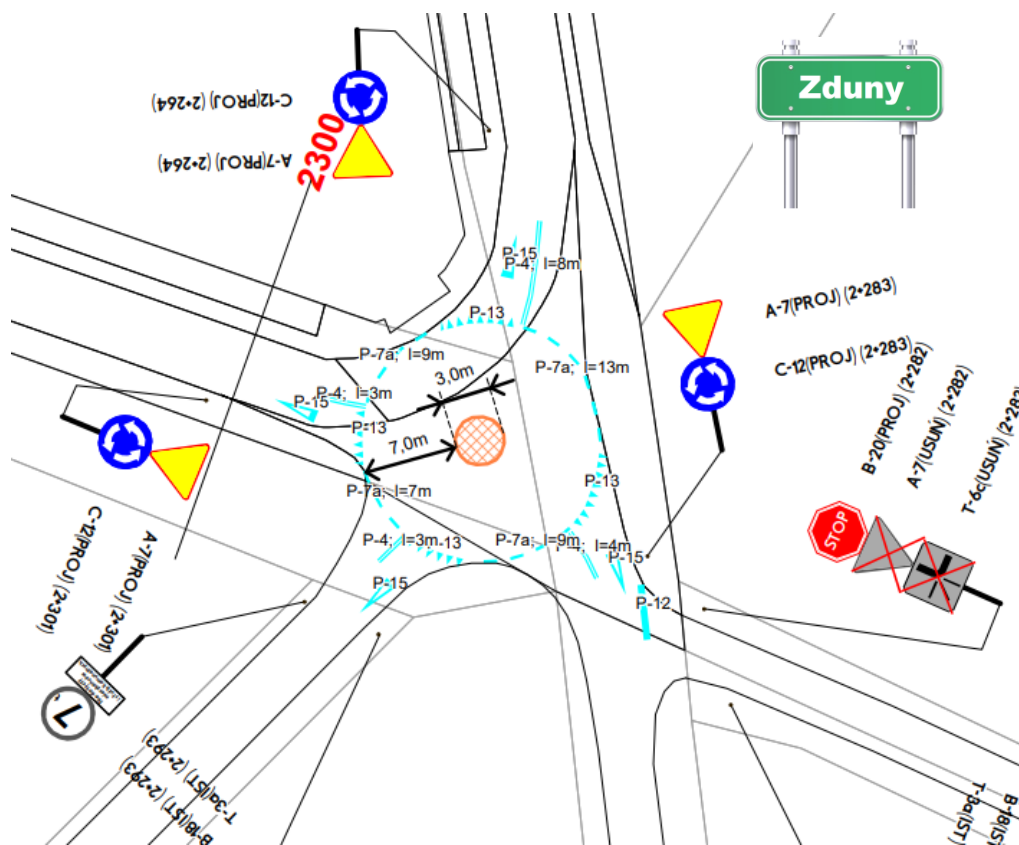 Zduny
C-12(PROJ) (2*264)
A-7(PROJ) (2*264)
2300
P-15
P-4; l=8m
A-7(PROJ) (2*283)
P-13
P-7a; l=9m
P-7a; l=13m
3,0m
C-12(PROJ) (2*283)
P-15
P-4; l=3m
P-13
7,0m
B-20(PROJ) (2*282)
A-7(USUŃ) (2*282)
T-6c(USUŃ) (2*282)
P-7a; l=7m
P-13
STOP
P-4; l=3m
P-7a; l=9m
l=4m
P-15
P-15
P-12
C-12(PROJ) (2*301)
A-7(PROJ) (2*301)
7
T-3a(IST) (2*293)
B-18(IST) (2*293)
B-18(IST)
T-3a(IST)